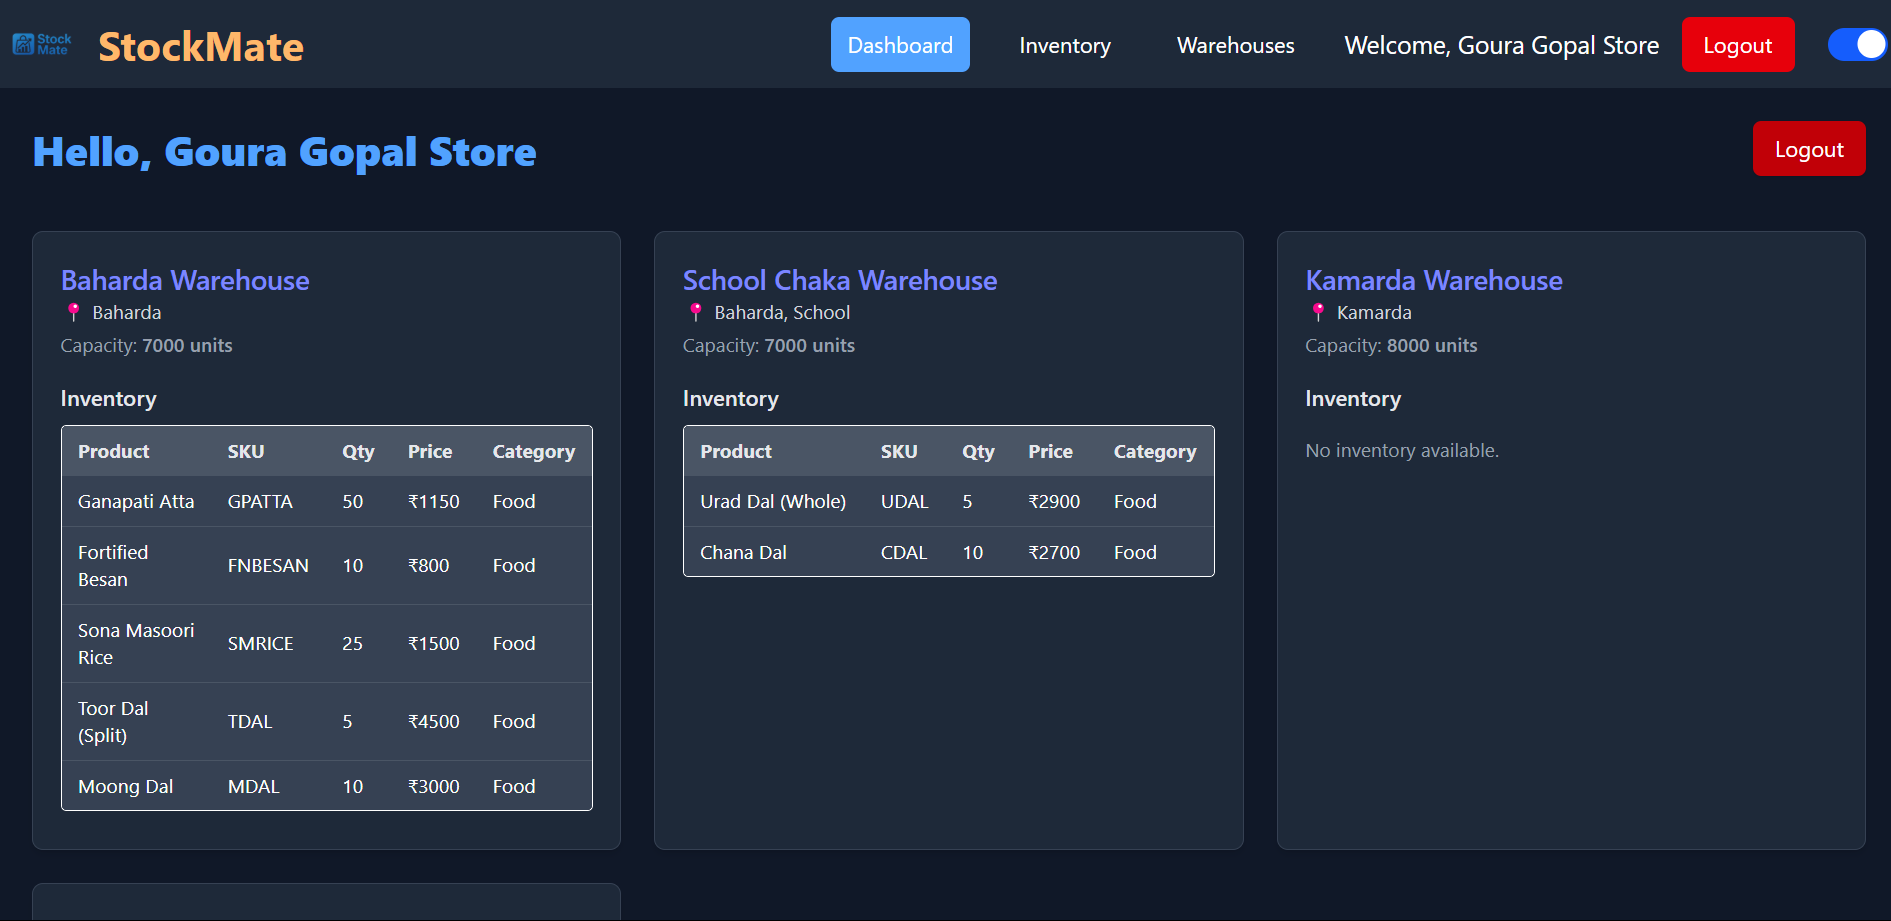 Stock
Mate
StockMate
Dashboard
Inventory
Warehouses
Welcome, Goura Gopal Store
Logout
Hello, Goura Gopal Store
Logout
Baharda Warehouse
Baharda
Capacity: 7000 units
Inventory
Product SKU Qty Price Category
Ganapati Atta GPATTA 50 ₹1150 Food
Fortified
Besan FNBESAN 10 ₹800 Food
Sona Masoori
Rice SMRICE 25 ₹1500 Food
Toor Dal
(Split) TDAL 5 ₹4500 Food
Moong Dal MDAL 10 ₹3000 Food
School Chaka Warehouse
Baharda, School
Capacity: 7000 units
Inventory
Product SKU Qty Price Category
Urad Dal (Whole) UDAL 5 ₹2900 Food
Chana Dal CDAL 10 ₹2700 Food
Kamarda Warehouse
Kamarda
Capacity: 8000 units
Inventory
No inventory available.